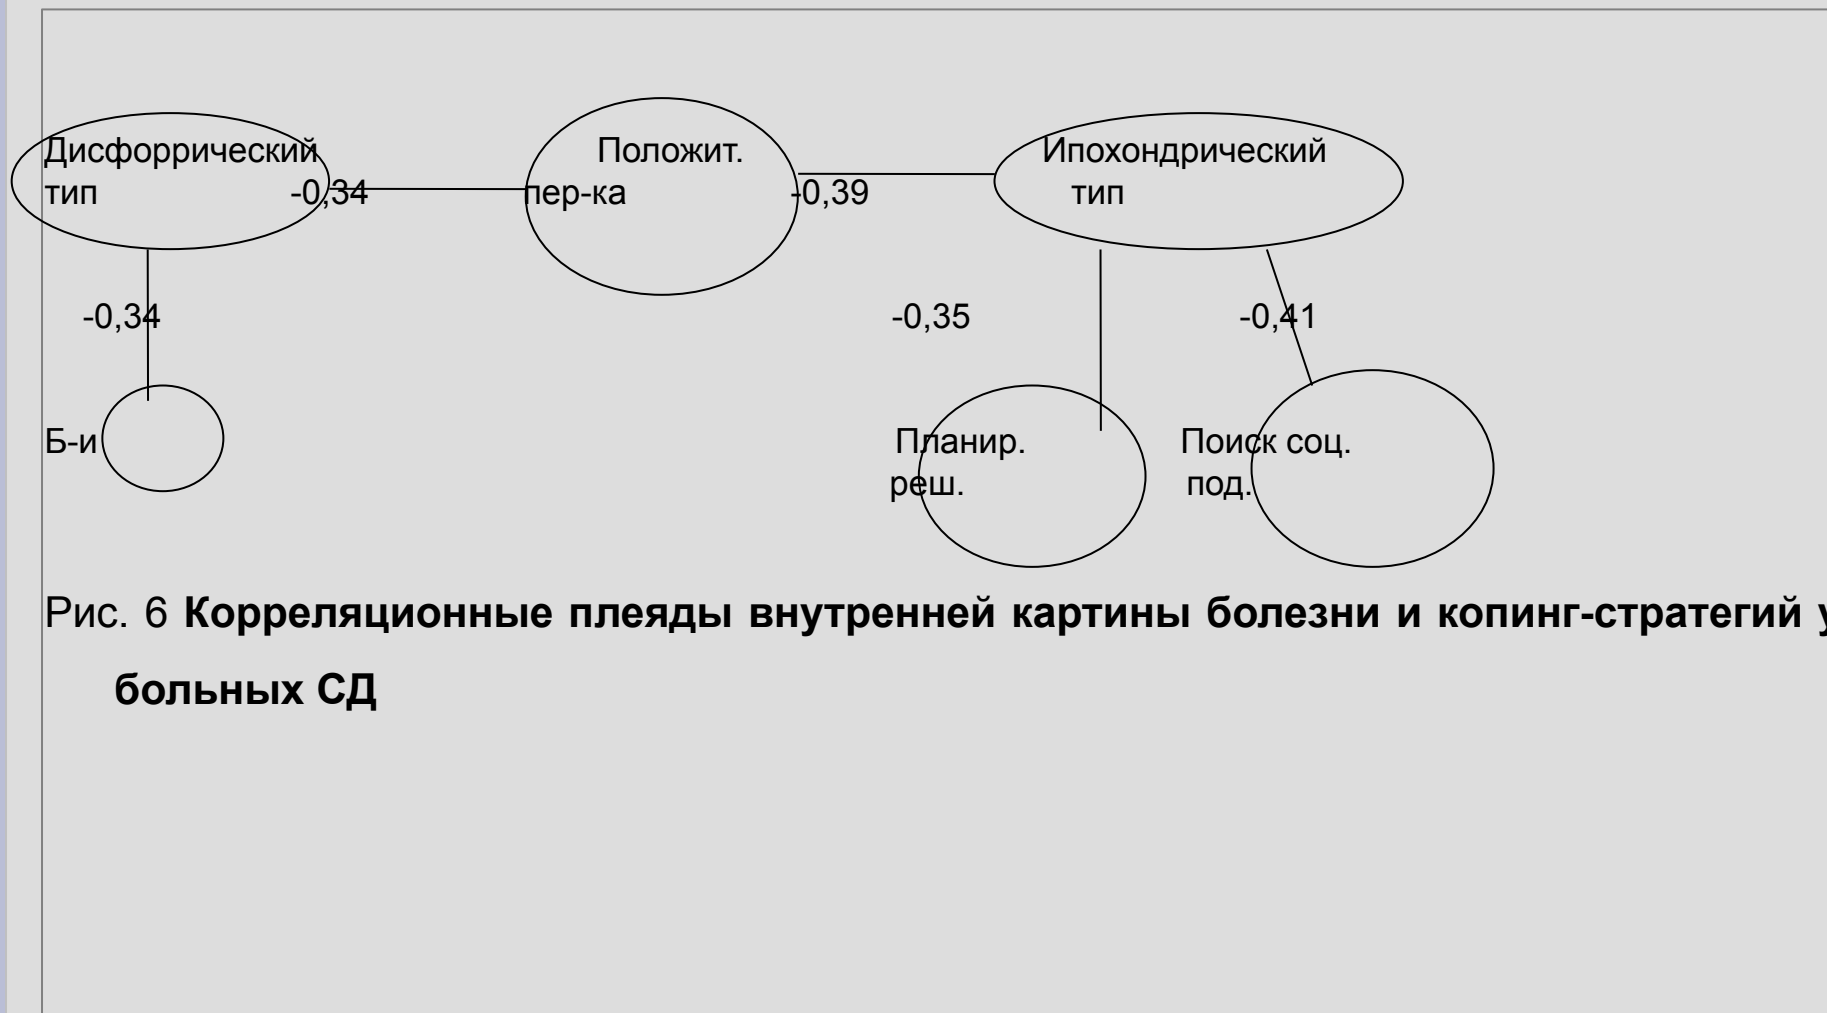 Дисфоррический Положит. Ипохондрический
тип -0,34 пер-ка -0,39 тип
-0,34 -0,35 -0,41
Б-и Планир. Поиск соц.
реш. под.
Рис. 6 Корреляционные плеяды внутренней картины болезни и копинг-стратегий у
больных СД